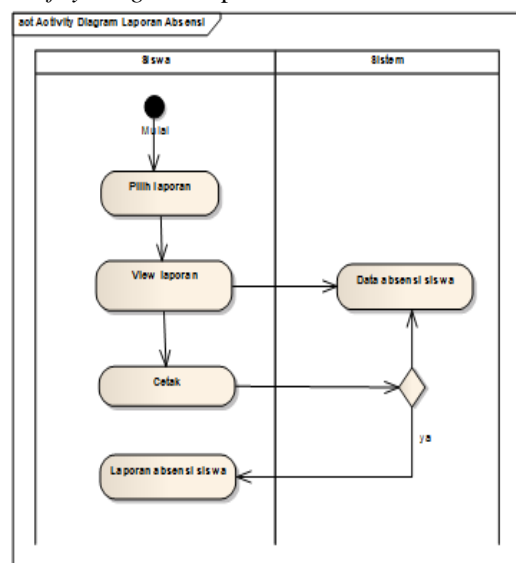 act Activity Diagram Laporan Absensi
Siswa
Sistem
Mulai
Pilih laporan
View laporan
Data absensi siswa
Cetak
ya
Laporan absensi siswa